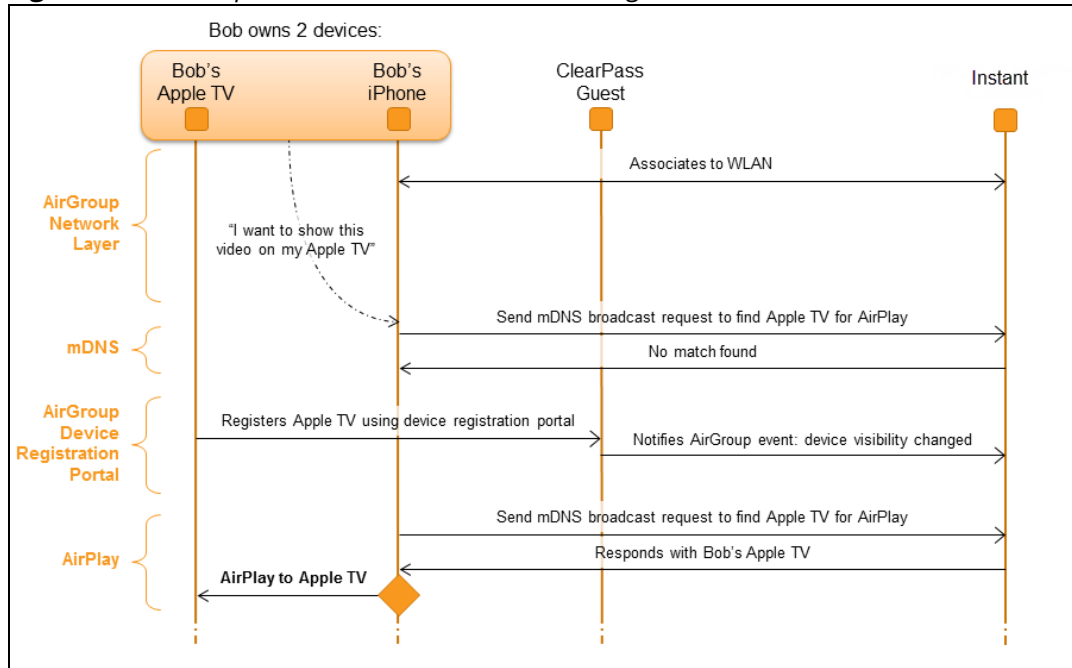 Bob owns 2 devices:
Bob's
Apple TV
Bob's
iPhone
ClearPass
Guest
Instant
Associates to WLAN
AirGroup
Network
Layer
“I want to show this
video on my Apple TV”
Send mDNS broadcast request to find Apple TV for AirPlay
mDNS
No match found
AirGroup
Device
Registration
Portal
Registers Apple TV using device registration portal
Notifies AirGroup event: device visibility changed
Send mDNS broadcast request to find Apple TV for AirPlay
Responds with Bob's Apple TV
AirPlay
AirPlay to Apple TV